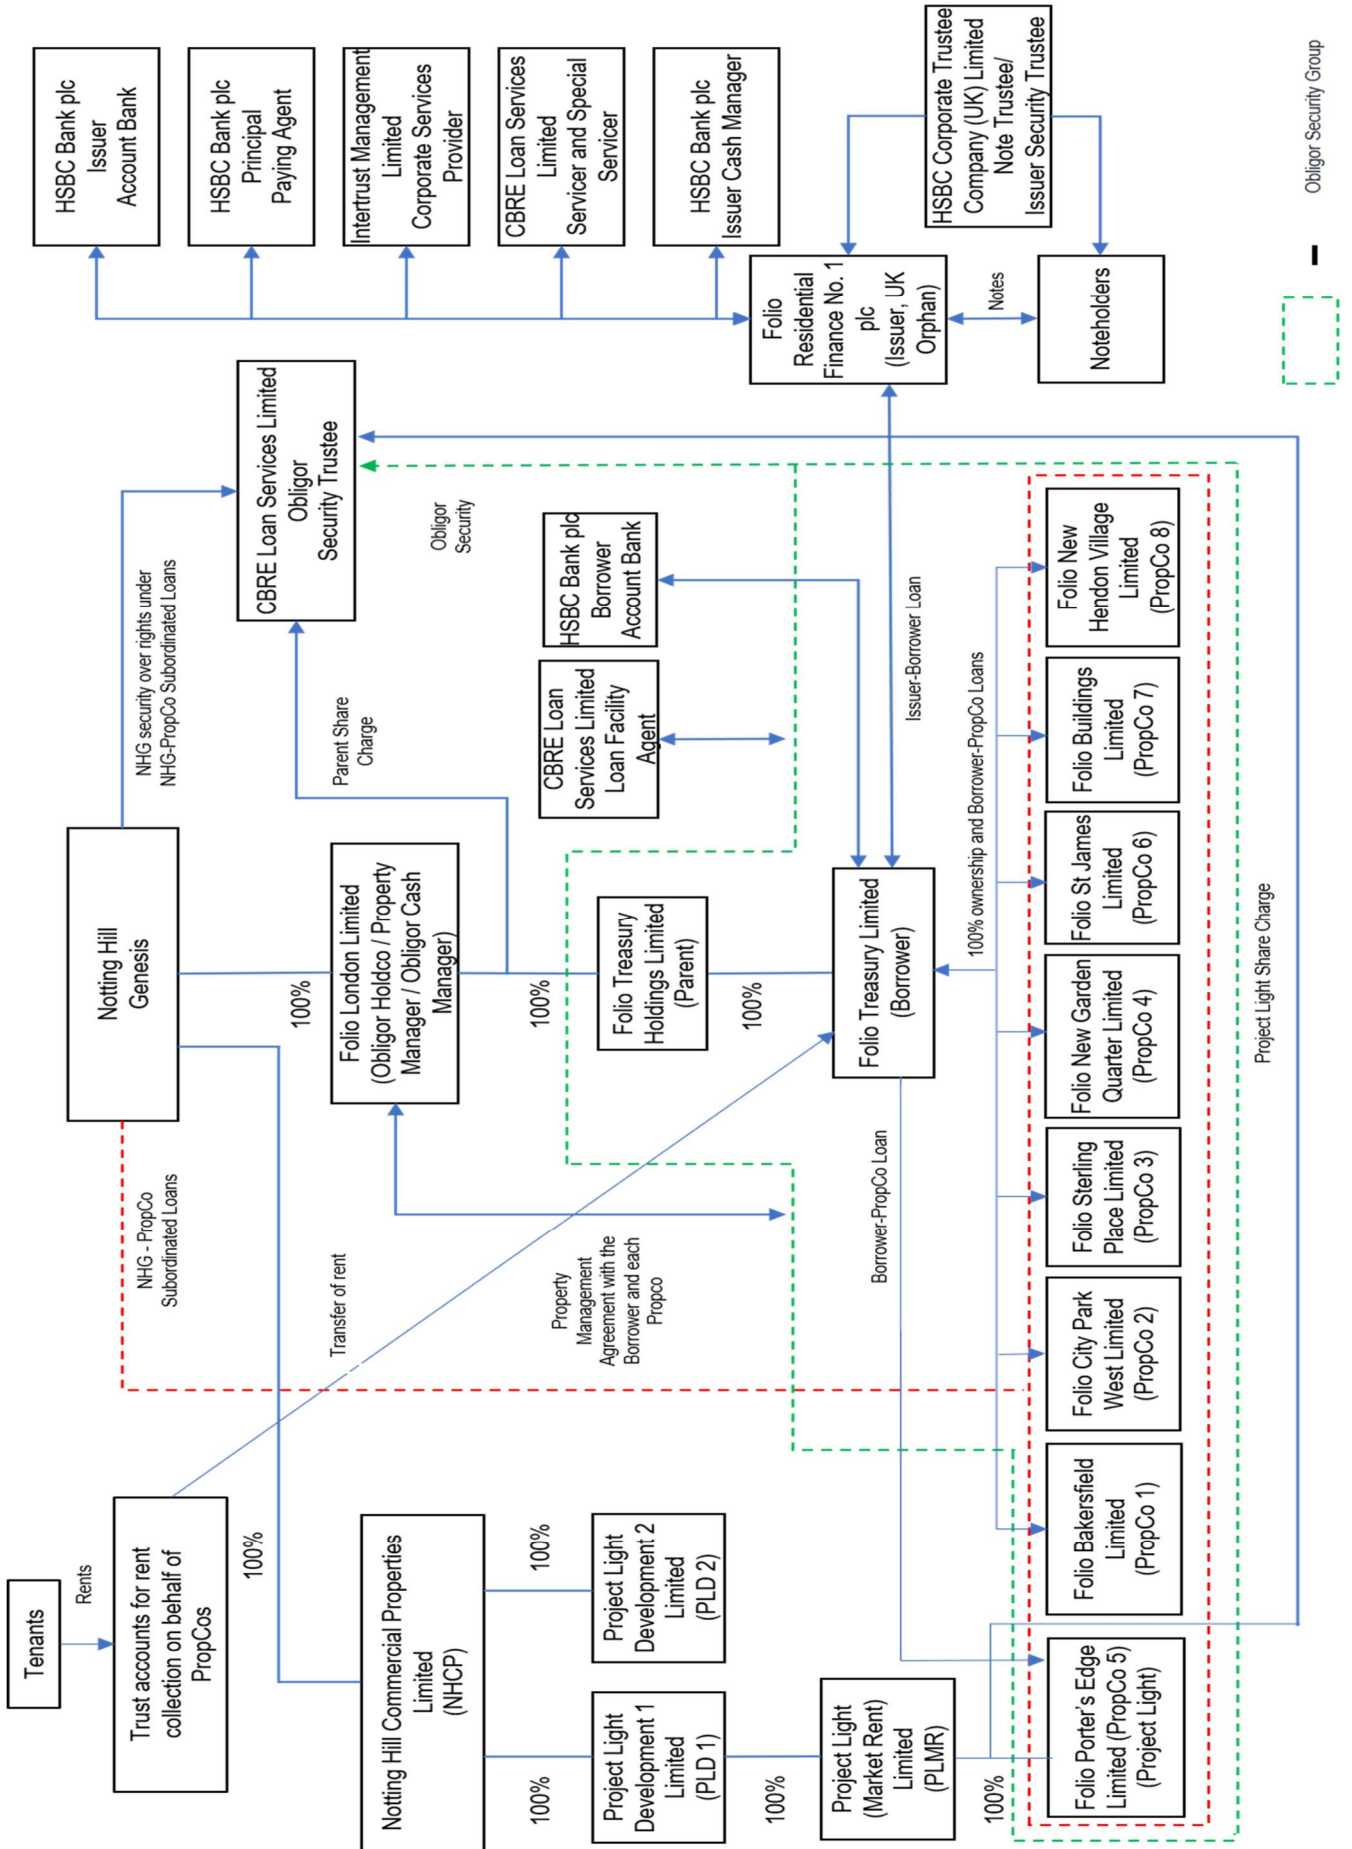 Tenants
Rents
Trust accounts for rent
collection on behalf of
PropCos
Transfer of rent
100%
Notting Hill
Genesis
NHG - PropCo
Subordinated Loans
NHG security over rights under
NHG-PropCo Subordinated Loans
100%
Notting Hill Commercial Properties
Limited
(NHCP)
100%
100%
Project Light
Development 1
Limited
(PLD 1)
Project Light
Development 2
Limited
(PLD 2)
100%
Project Light
(Market Rent)
Limited
(PLMR)
100%
Folio London Limited
(Obligor Holdco / Property
Manager / Obligor Cash
Manager)
Parent Share
Charge
Property
Management
Agreement with the
Borrower and each
Propco
100%
Folio Treasury
Holdings Limited
(Parent)
100%
Folio Treasury Limited
(Borrower)
Borrower-PropCo Loan
100% ownership and Borrower-PropCo Loans
Issuer-Borrower Loan
CBRE Loan Services Limited
Obligor
Security Trustee
Obligor
Security
CBRE Loan
Services Limited
Loan Facility
Agent
HSBC Bank plc
Borrower
Account Bank
HSBC Bank plc
Issuer
Account Bank
HSBC Bank plc
Principal
Paying Agent
Intertrust Management
Limited
Corporate Services
Provider
CBRE Loan Services
Limited
Servicer and Special
Servicer
HSBC Bank plc
Issuer Cash Manager
Folio
Residential
Finance No. 1
plc
(Issuer, UK
Orphan)
Notes
Noteholders
HSBC Corporate Trustee
Company (UK) Limited
Note Trustee/
Issuer Security Trustee
Folio Porter's Edge
Limited (PropCo 5)
(Project Light)
Folio Bakersfield
Limited
(PropCo 1)
Folio City Park
West Limited
(PropCo 2)
Folio Sterling
Place Limited
(PropCo 3)
Folio New Garden
Quarter Limited
(PropCo 4)
Folio St James
Limited
(PropCo 6)
Folio Buildings
Limited
(PropCo 7)
Folio New
Hendon Village
Limited
(PropCo 8)
Project Light Share Charge
Obligor Security Group